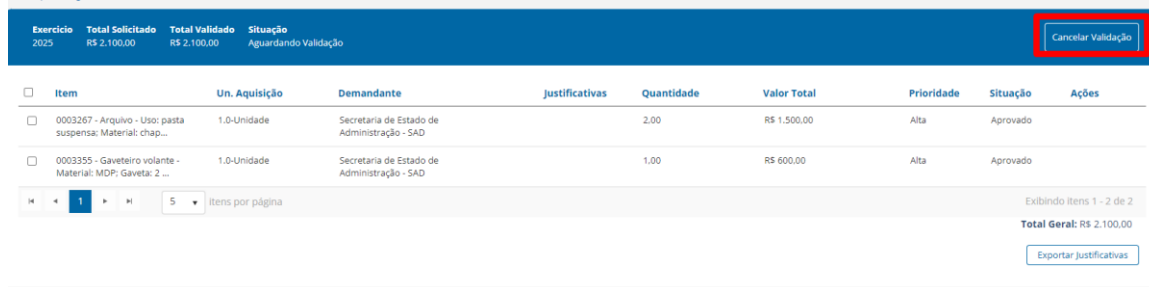 Exercicio Total Solicitado Total Validado Situação
2025 R$ 2.100,00 R$ 2.100,00 Aguardando Validação
Cancelar Validação
Item Un. Aquisição Demandante Justificativas Quantidade Valor Total Prioridade Situação Ações
0003267 - Arquivo - Uso: pasta 1.0-Unidade Secretaria de Estado de 2.00 R$ 1.500,00 Alta Aprovado
suspensa; Material: chap... Administração - SAD
0003355 - Gaveteiro volante - 1.0-Unidade Secretaria de Estado de 1.00 R$ 600,00 Alta Aprovado
Material: MDP; Gaveta: 2 ... Administração - SAD
1 5 itens por página Exibindo itens 1 - 2 de 2
Total Geral: R$ 2.100,00
Exportar Justificativas